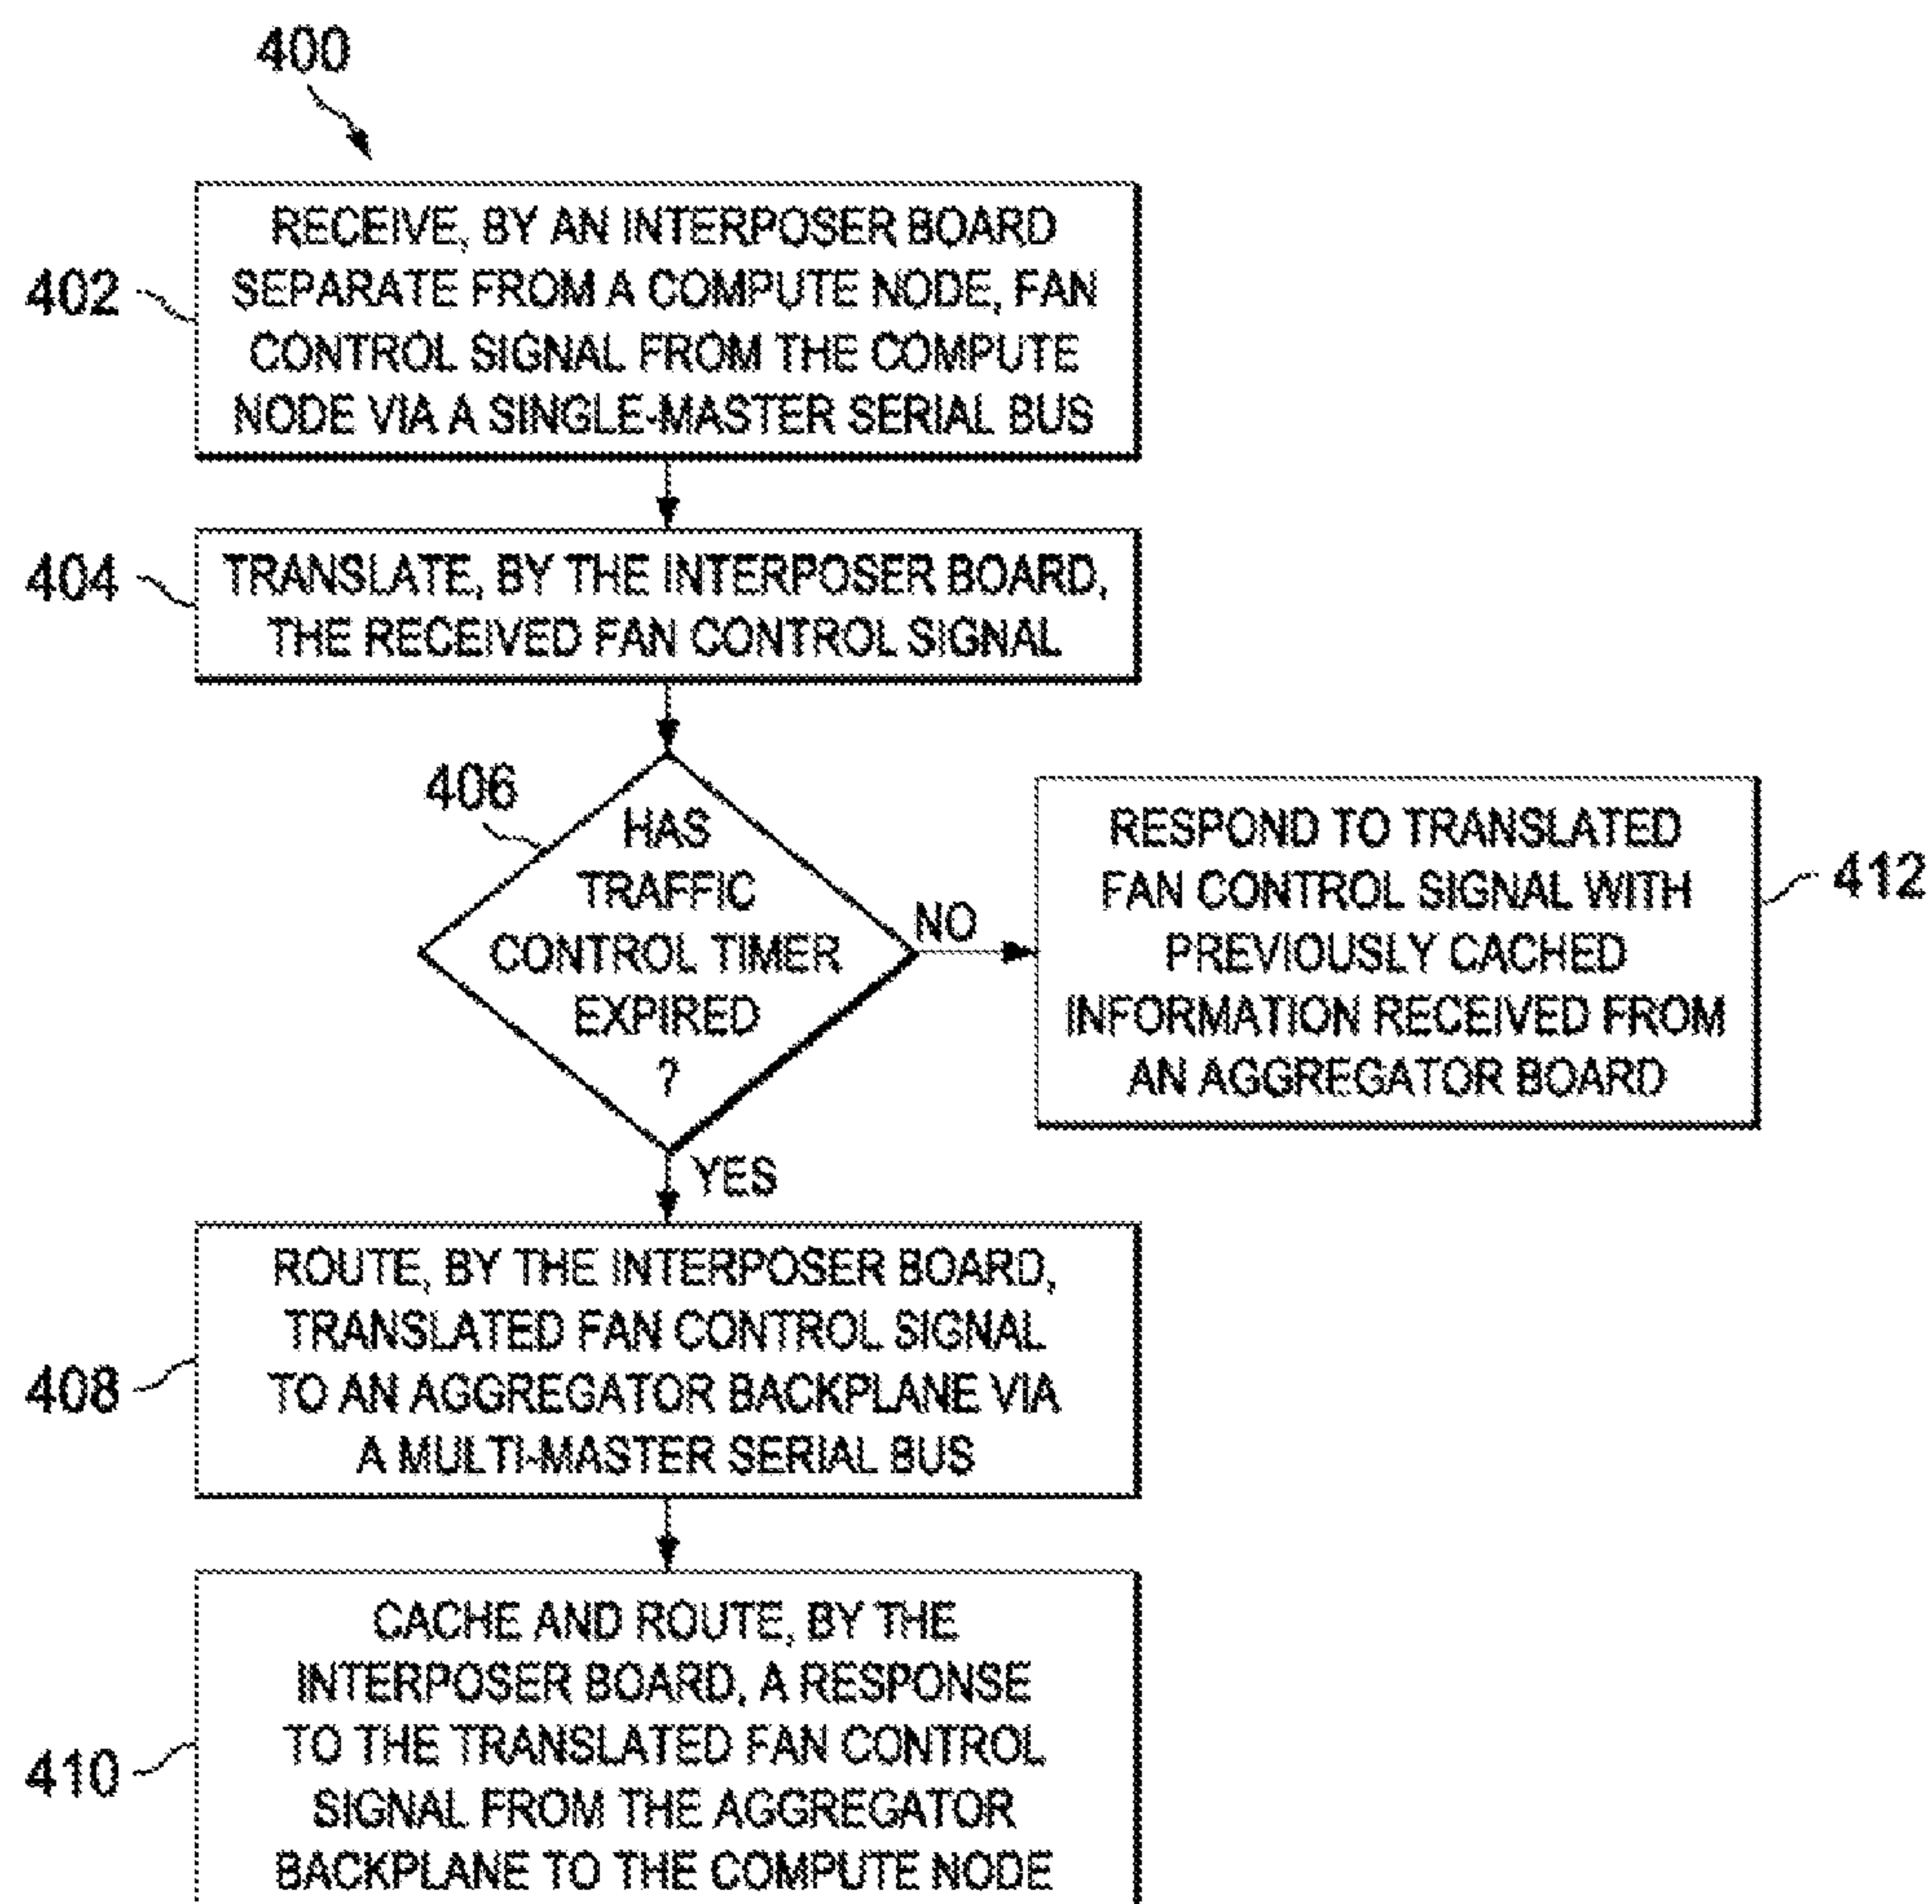 400
402
RECEIVE, BY AN INTERPOSER BOARD
SEPARATE FROM A COMPUTE NODE, FAN
CONTROL SIGNAL FROM THE COMPUTE
NODE VIA A SINGLE-MASTER SERIAL BUS
404
TRANSLATE, BY THE INTERPOSER BOARD,
THE RECEIVED FAN CONTROL SIGNAL
406
HAS
TRAFFIC
CONTROL TIMER
EXPIRED
?
NO
RESPOND TO TRANSLATED
FAN CONTROL SIGNAL WITH
PREVIOUSLY CACHED
INFORMATION RECEIVED FROM
AN AGGREGATOR BOARD
412
YES
408
ROUTE, BY THE INTERPOSER BOARD,
TRANSLATED FAN CONTROL SIGNAL
TO AN AGGREGATOR BACKPLANE VIA
A MULTI-MASTER SERIAL BUS
410
CACHE AND ROUTE, BY THE
INTERPOSER BOARD, A RESPONSE
TO THE TRANSLATED FAN CONTROL
SIGNAL FROM THE AGGREGATOR
BACKPLANE TO THE COMPUTE NODE